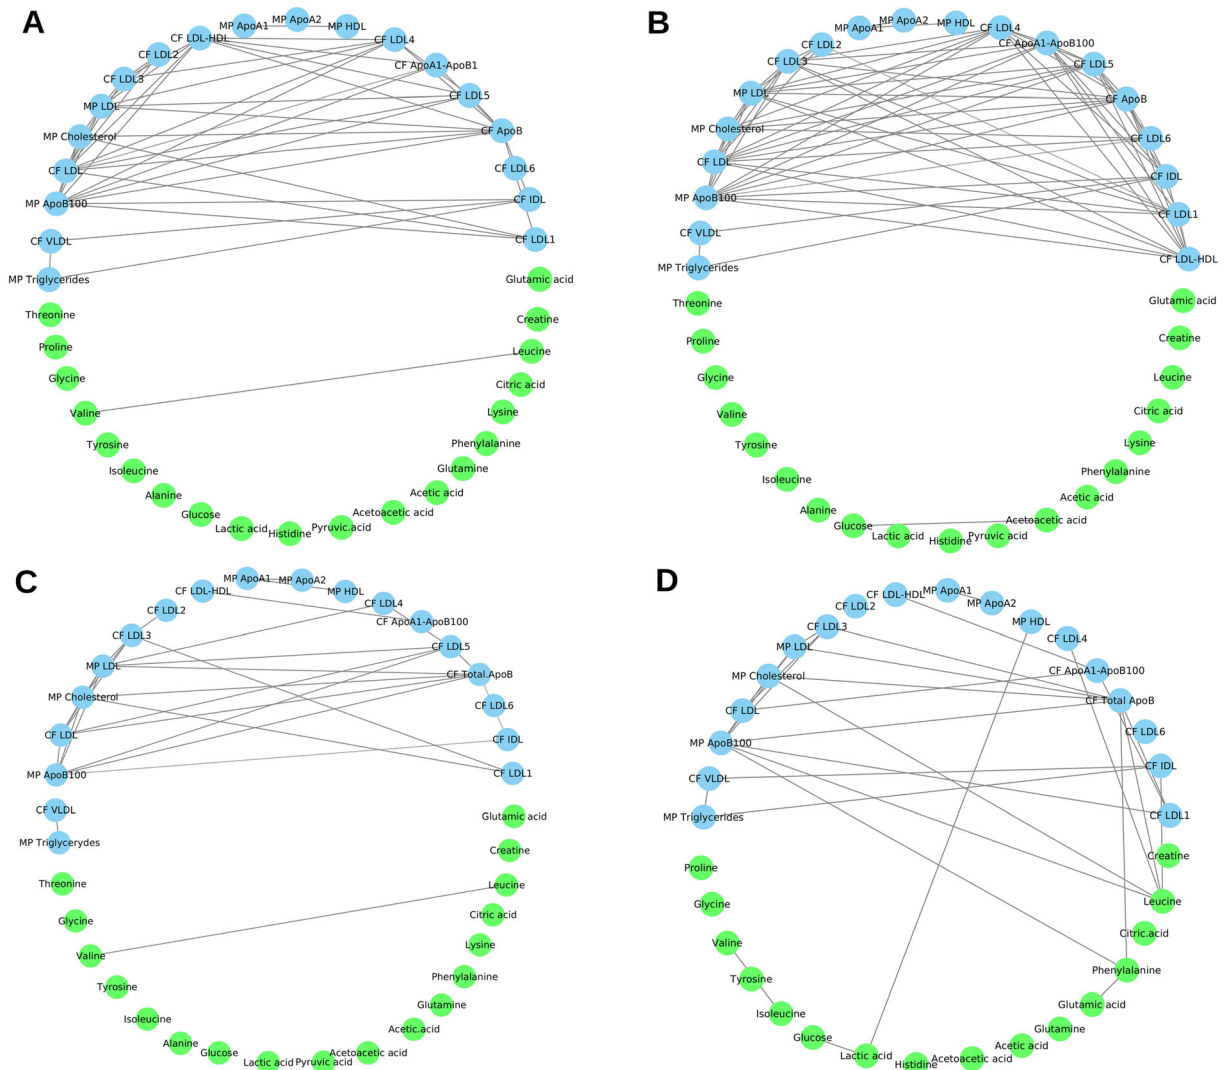 A
MP ApoA1
MP ApoA2
MP HDL
CF LDL-HDL
CF LDL4
CF LDL2
CF ApoA1-ApoB1
CF LDL3
CF LDL5
MP LDL
CF ApoB
MP Cholesterol
CF LDL6
CF LDL
CF IDL
MP ApoB100
CF LDL1
CF VLDL
MP Triglycerides
Glutamic acid
Threonine
Creatine
Proline
Leucine
Glycine
Citric acid
Valine
Lysine
Tyrosine
Phenylalanine
Isoleucine
Glutamine
Alanine
Acetic acid
Glucose
Acetoacetic acid
Lactic acid
Histidine
Pyruvic.acid
B
MP ApoA1
MP ApoA2
MP HDL
CF LDL4
CF LDL2
CF ApoA1-ApoB100
CF LDL3
CF LDL5
MP LDL
CF ApoB
MP Cholesterol
CF LDL6
CF LDL
CF IDL
MP ApoB100
CF LDL1
CF VLDL
CF LDL-HDL
MP Triglycerides
Glutamic acid
Threonine
Creatine
Proline
Leucine
Glycine
Citric acid
Valine
Lysine
Tyrosine
Phenylalanine
Isoleucine
Acetic acid
Alanine
Acetoacetic acid
Glucose
Lactic acid
Histidine
Pyruvic acid
C
MP ApoA1
MP ApoA2
MP HDL
CF LDL-HDL
CF LDL4
CF LDL2
CF ApoA1-ApoB100
CF LDL3
CF LDL5
MP LDL
CF Total.ApoB
MP Cholesterol
CF LDL6
CF LDL
CF IDL
MP ApoB100
CF LDL1
CF VLDL
MP Triglycerydes
Glutamic acid
Creatine
Threonine
Leucine
Glycine
Citric acid
Valine
Lysine
Tyrosine
Phenylalanine
Isoleucine
Glutamine
Alanine
Acetic.acid
Glucose
Acetoacetic acid
Lactic acid
Pyruvic acid
D
MP ApoA1
CF LDL-HDL
MP ApoA2
CF LDL2
MP HDL
CF LDL3
CF LDL4
MP LDL
CF ApoA1-ApoB100
MP Cholesterol
CF Total ApoB
CF LDL
CF LDL6
MP ApoB100
CF IDL
CF VLDL
CF LDL1
MP Triglycerides
Creatine
Proline
Leucine
Glycine
Citric.acid
Valine
Phenylalanine
Tyrosine
Glutamic acid
Isoleucine
Glutamine
Glucose
Acetic acid
Lactic acid
Acetoacetic acid
Histidine